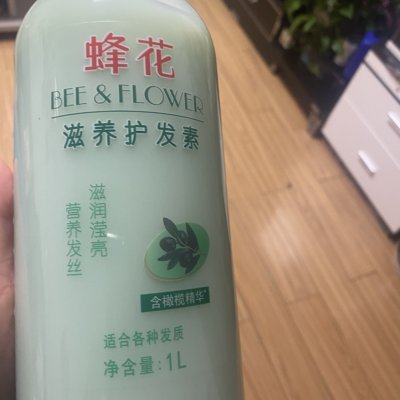 蜂花
BEE & FLOWER
滋养护发素
滋润滢亮
营养发丝
含橄榄精华*
适合各种发质
净含量:1L